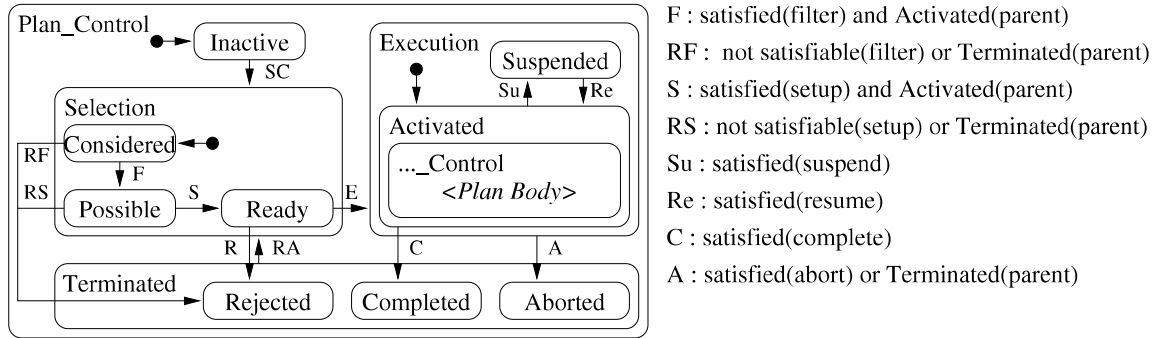 Plan_Control
Inactive
SC
Selection
Considered
RF
F
RS
Possible
S
Ready
E
Execution
Suspended
Su
Re
Activated
..._Control
<Plan Body>
R
RA
C
A
Terminated
Rejected
Completed
Aborted
F : satisfied(filter) and Activated(parent)
RF : not satisfiable(filter) or Terminated(parent)
S : satisfied(setup) and Activated(parent)
RS : not satisfiable(setup) or Terminated(parent)
Su : satisfied(suspend)
Re : satisfied(resume)
C : satisfied(complete)
A : satisfied(abort) or Terminated(parent)